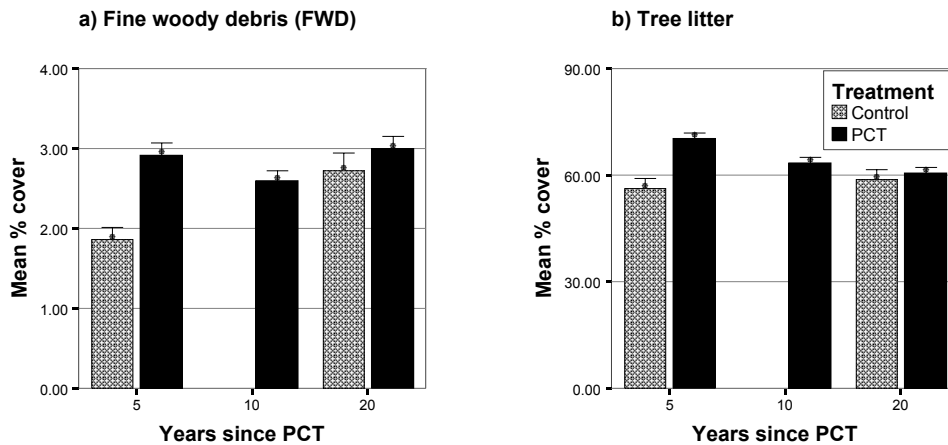 a) Fine woody debris (FWD)
4.00
3.00
2.00
1.00
0.00
Mean % cover
5
10
20
Years since PCT
b) Tree litter
90.00
60.00
30.00
0.00
Mean % cover
5
10
20
Years since PCT
Treatment
Control
PCT